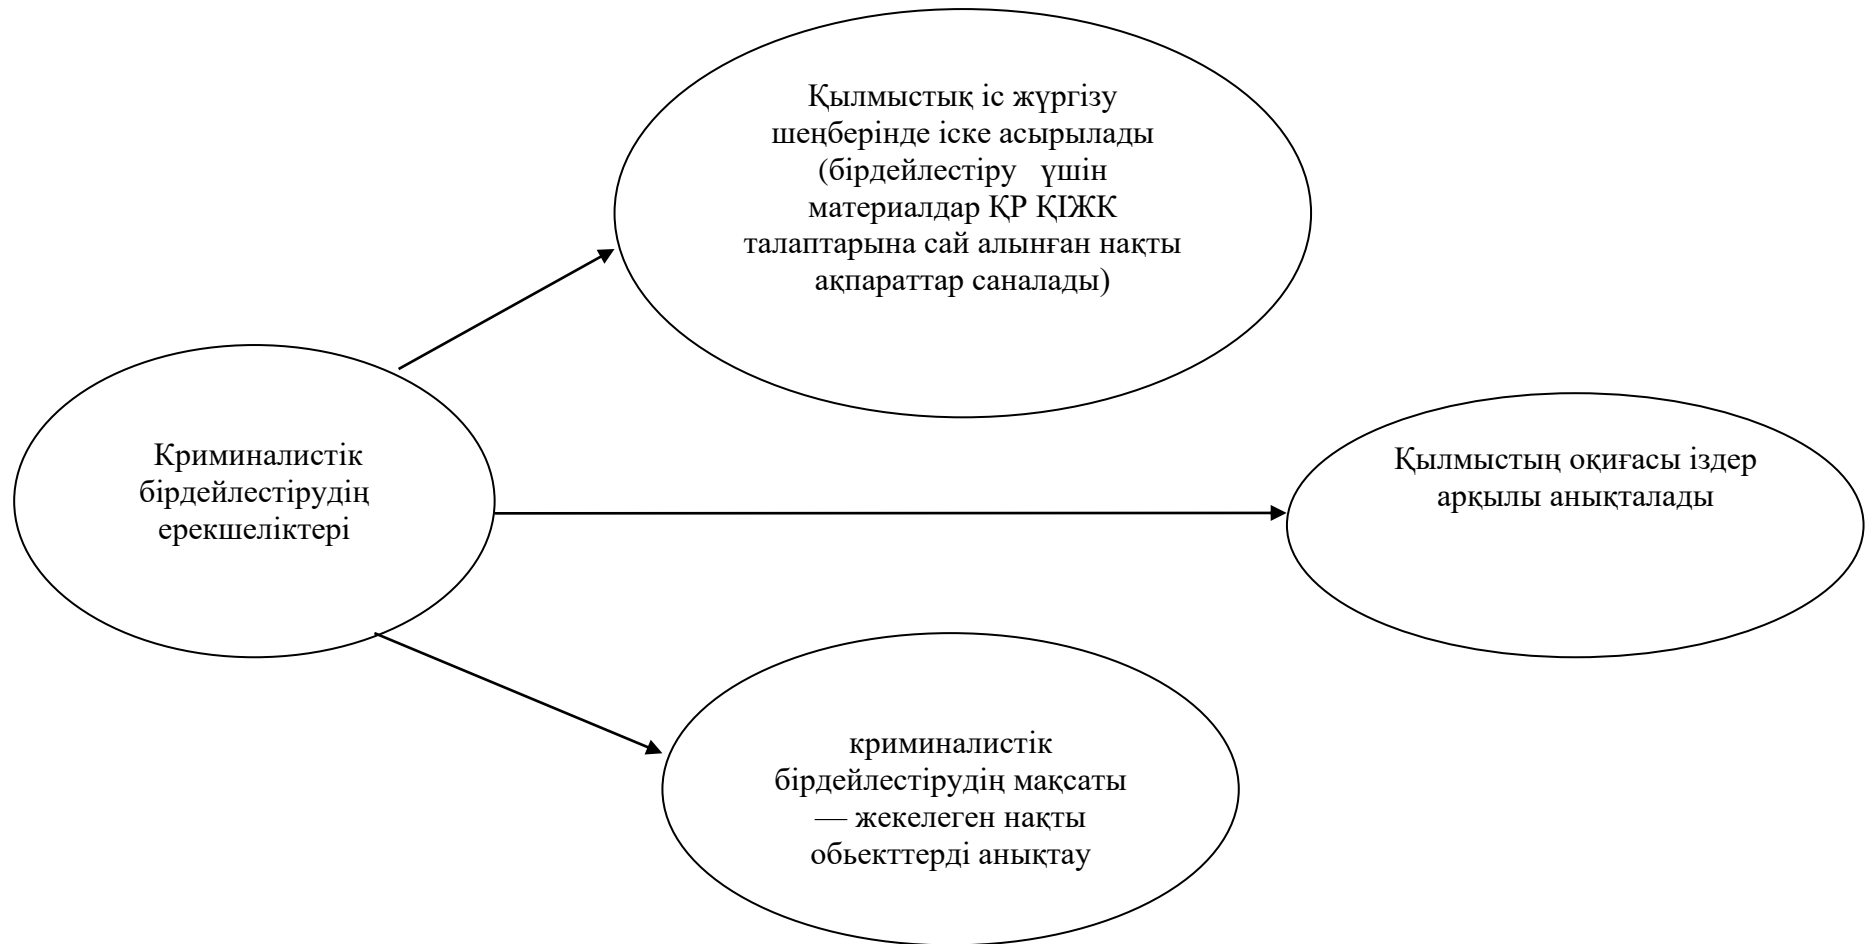 Қылмыстық іс жүргізу
шеңберінде іске асырылады
(бірдейлестіру үшін
материалдар ҚР ҚІЖК
талаптарына сай алынған нақты
ақпараттар саналады)
Криминалистік
бірдейлестірудің
ерекшеліктері
Қылмыстың оқиғасы іздер
арқылы анықталады
криминалистік
бірдейлестірудің мақсаты
— жекелеген нақты
обьекттерді анықтау